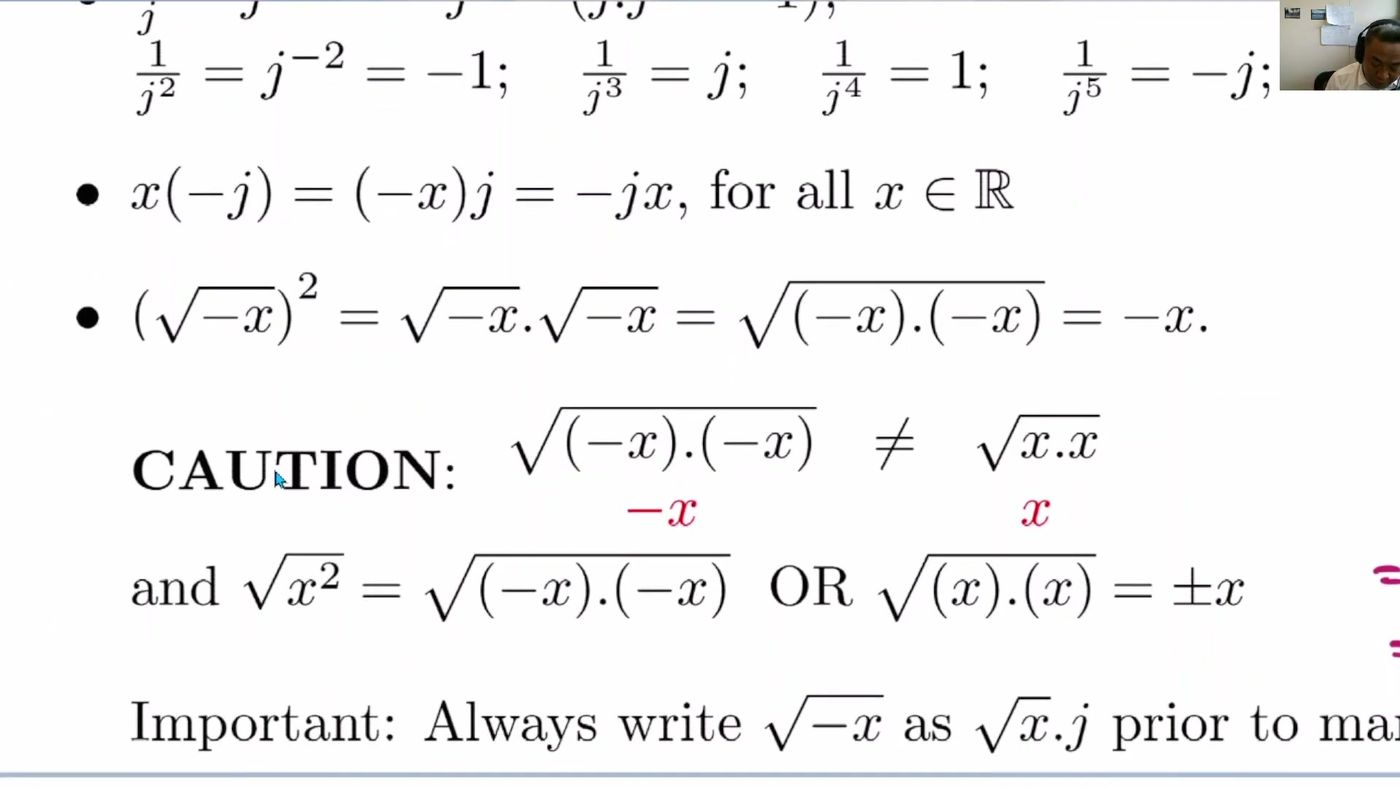 1/j² = j⁻² = −1; 1/j³ = j; 1/j⁴ = 1; 1/j⁵ = −j;
• x(−j) = (−x)j = −jx, for all x ∈ ℝ
• (√(−x))² = √(−x).√(−x) = √((−x).(−x)) = −x.
CAUTION: √((−x).(−x)) ≠ √(x.x)
−x x
and √(x²) = √((−x).(−x)) OR √((x).(x)) = ±x
Important: Always write √(−x) as √x.j prior to